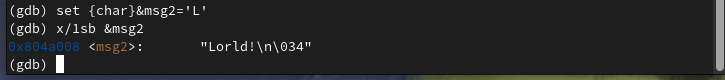 (gdb) set {char}&msg2='L'
(gdb) x/1sb &msg2
0x804a008 <msg2>:       "Lorld!\n\034"
(gdb)